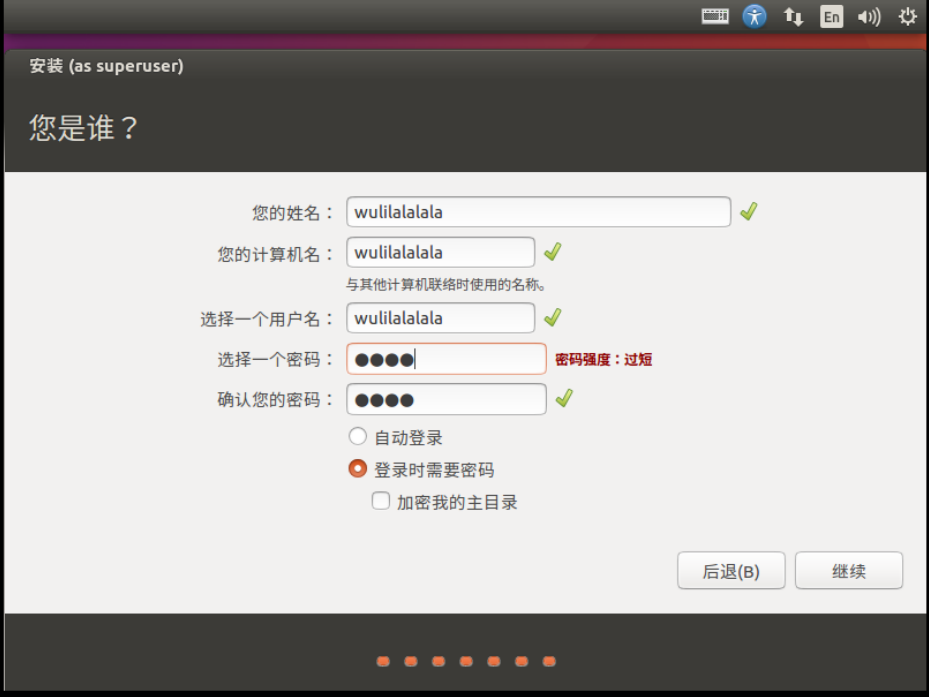 En
安装 (as superuser)
您是谁？
您的姓名： wulilalalala
您的计算机名： wulilalalala
与其他计算机联络时使用的名称。
选择一个用户名： wulilalalala
选择一个密码： ●●●● 密码强度：过短
确认您的密码： ●●●●
自动登录
登录时需要密码
加密我的主目录
后退(B) 继续